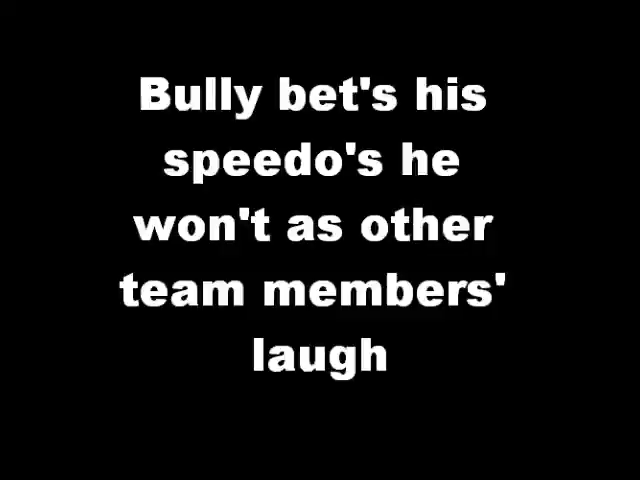 Bully bet's his
speedo's he
won't as other
team members'
laugh